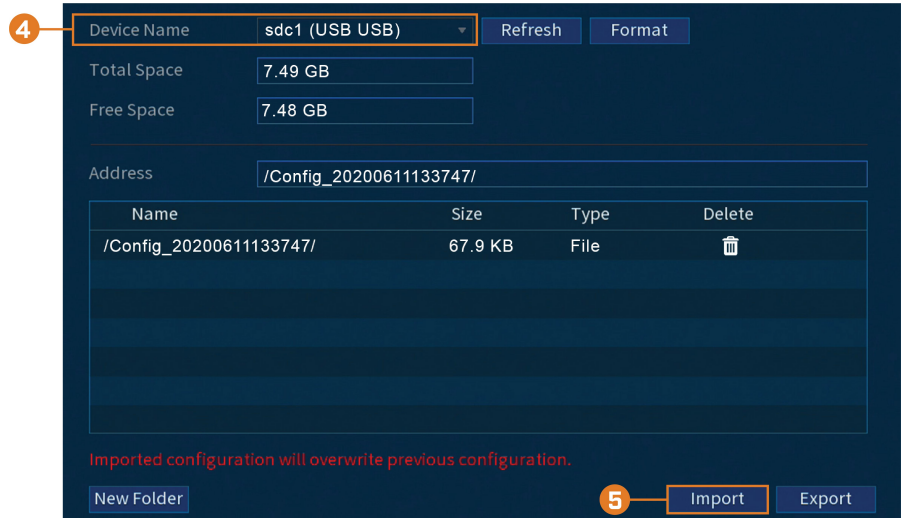 4 Device Name sdc1 (USB USB) Refresh Format
Total Space 7.49 GB
Free Space 7.48 GB
Address /Config_20200611133747/
Name Size Type Delete
/Config_20200611133747/ 67.9 KB File
Imported configuration will overwrite previous configuration.
New Folder 5 Import Export